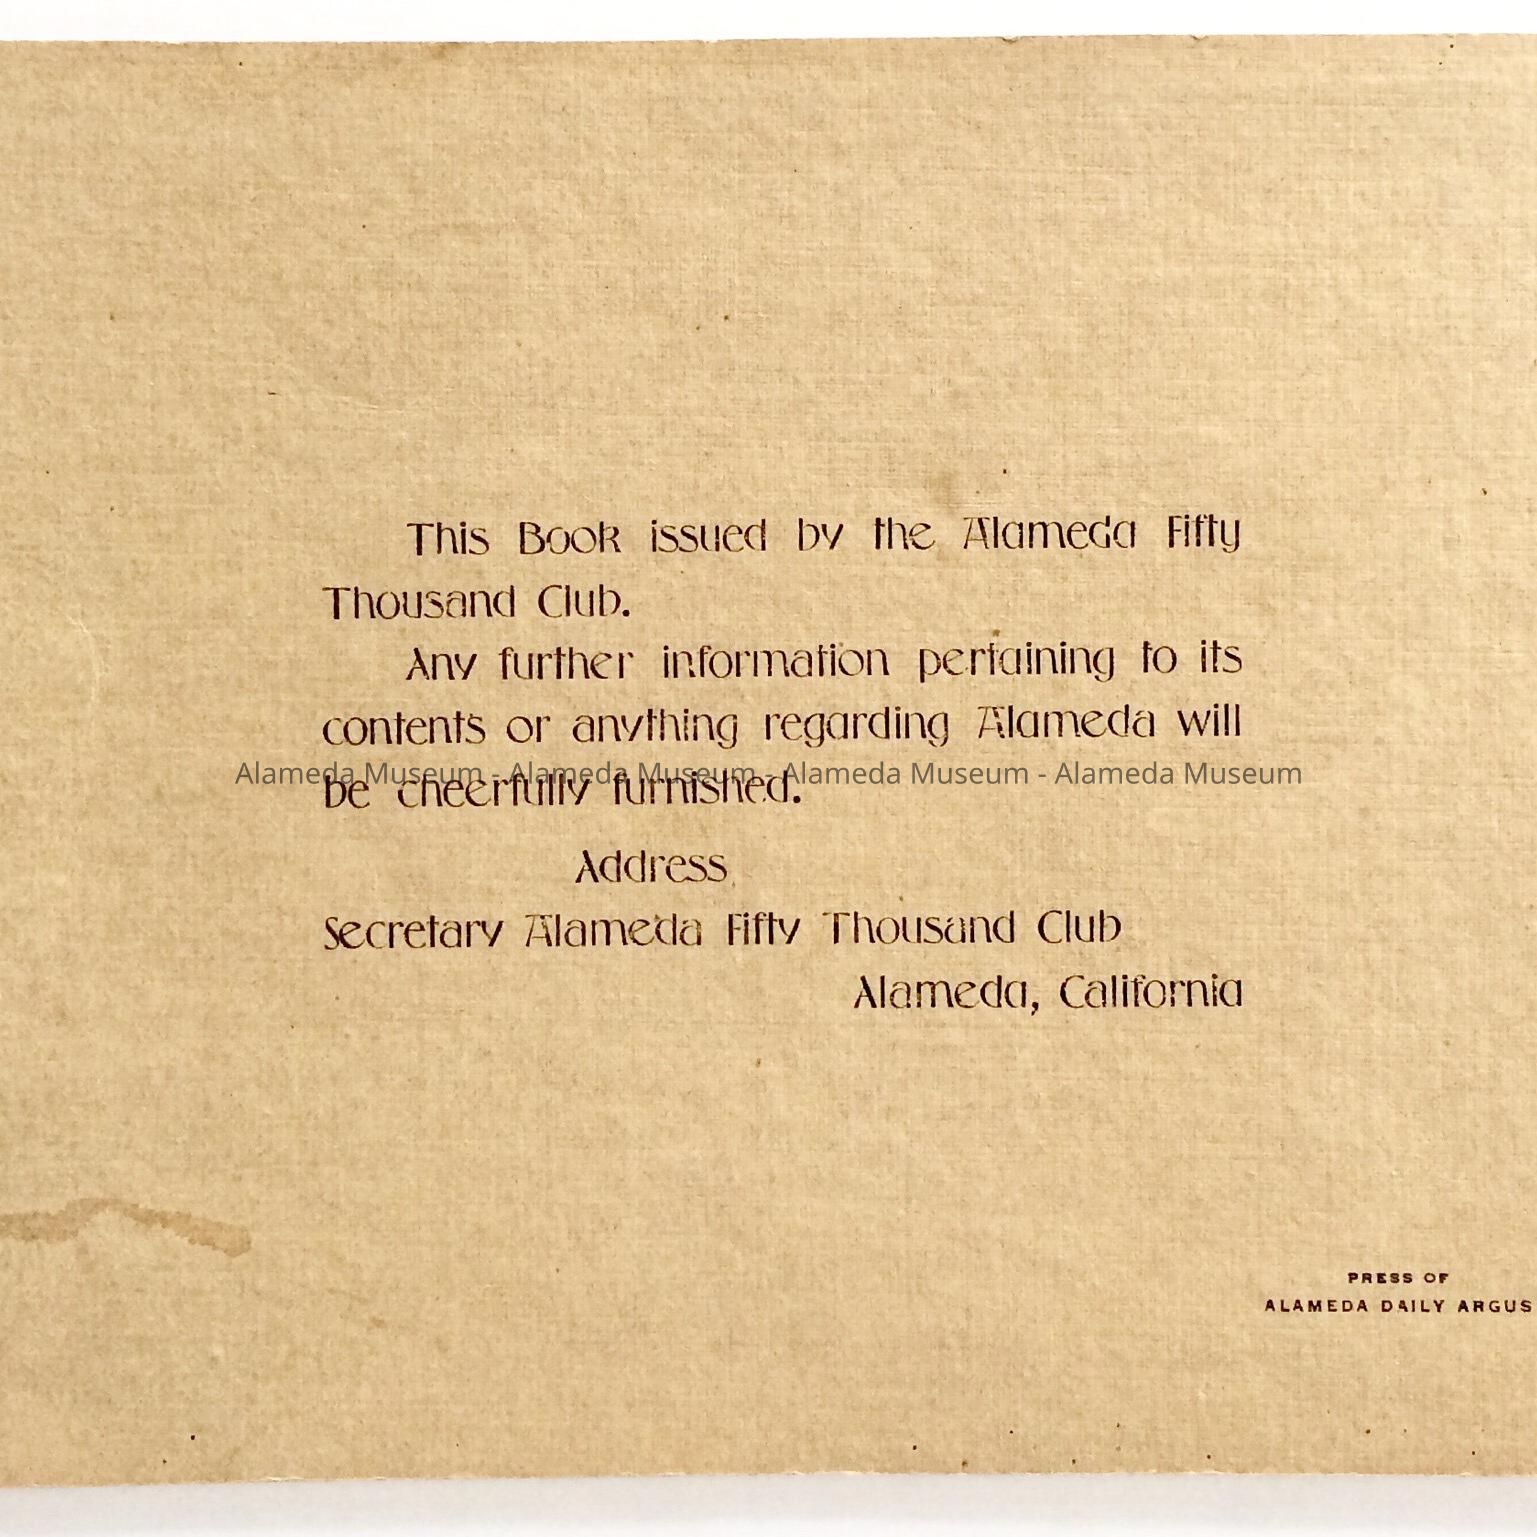 This Book issued by the Alameda Fifty
Thousand Club.
Any further information pertaining to its
contents or anything regarding Alameda will
be cheerfully furnished.
Alameda Museum - Alameda Museum - Alameda Museum - Alameda Museum
Address
Secretary Alameda Fifty Thousand Club
Alameda, California
PRESS OF
ALAMEDA DAILY ARGUS